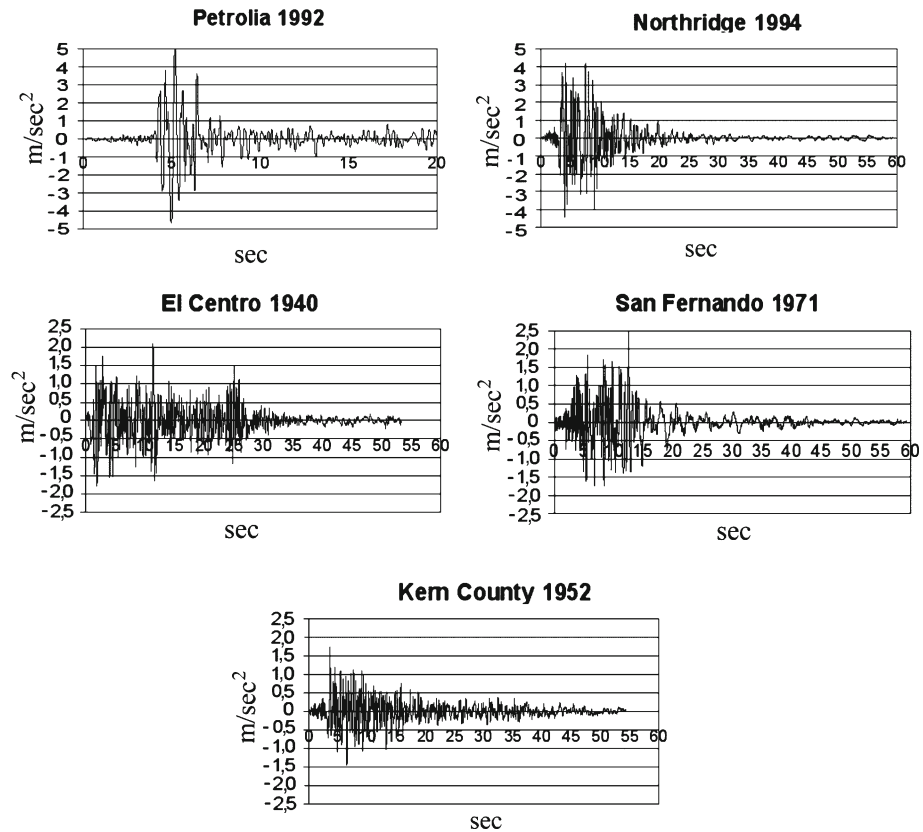 Petrolia 1992
5
4
3
2
1
0
-1
-2
-3
-4
-5
m/sec²
0 5 10 15 20
sec
Northridge 1994
5
4
3
2
1
0
-1
-2
-3
-4
5
m/sec²
0 5 10 15 20 25 30 35 40 45 50 55 60
sec
El Centro 1940
2,5
2,0
1,5
1,0
0,5
0
-0,5
-1,0
-1,5
-2,0
-2,5
m/sec²
0 5 10 15 20 25 30 35 40 45 50 55 60
sec
San Fernando 1971
2,5
2,0
1,5
1,0
0,5
0
-0,5
-1,0
-1,5
-2,0
-2,5
m/sec²
0 5 10 15 20 25 30 35 40 45 50 55 60
sec
Kern County 1952
2,5
2,0
1,5
1,0
0,5
0
-0,5
-1,0
-1,5
-2,0
-2,5
m/sec²
0 5 10 15 20 25 30 35 40 45 50 55 60
sec